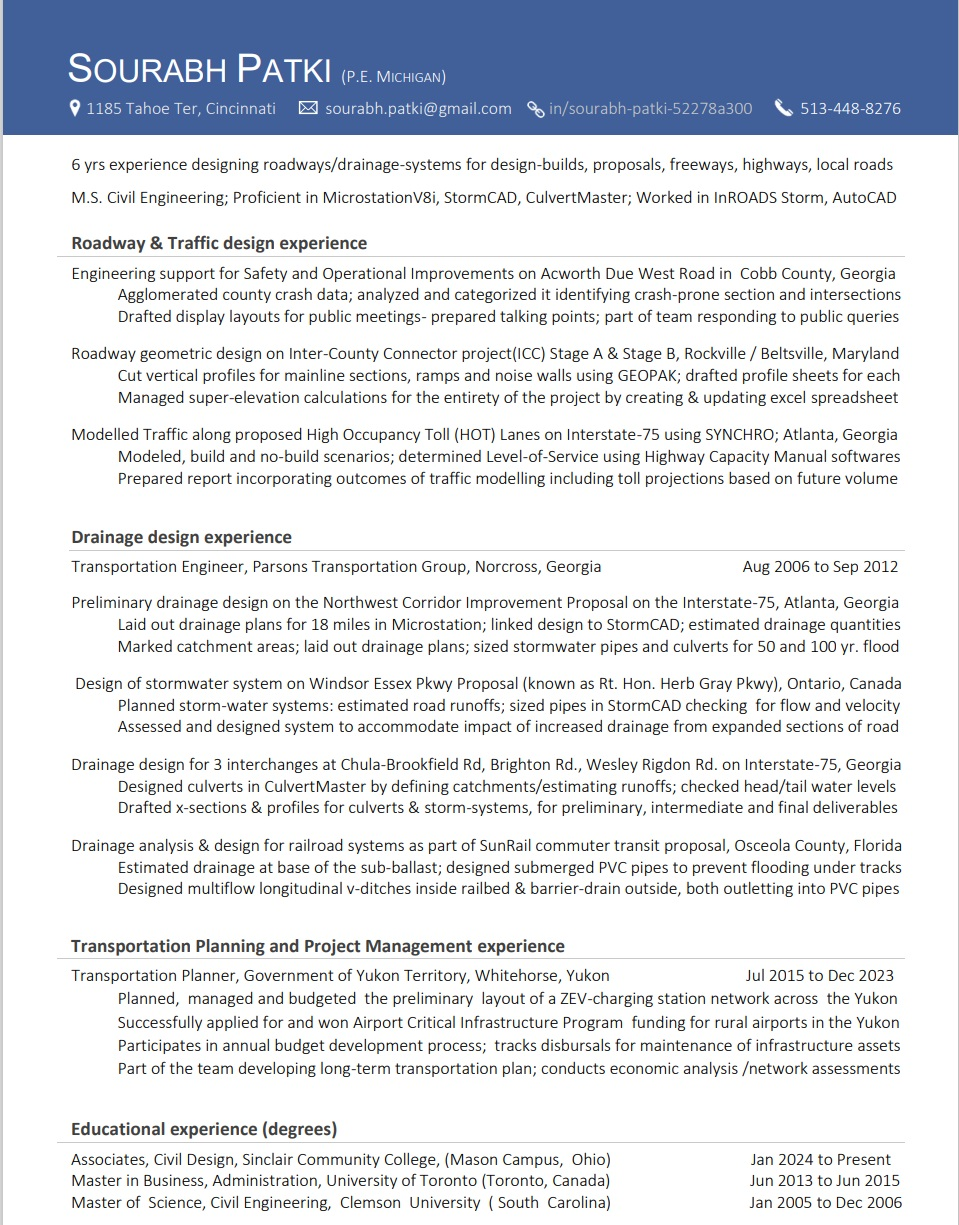 SOURABH PATKI (P.E. MICHIGAN)
1185 Tahoe Ter, Cincinnati sourabh.patki@gmail.com in/sourabh-patki-52278a300 513-448-8276
6 yrs experience designing roadways/drainage-systems for design-builds, proposals, freeways, highways, local roads
M.S. Civil Engineering; Proficient in MicrostationV8i, StormCAD, CulvertMaster; Worked in InROADS Storm, AutoCAD
Roadway & Traffic design experience
Engineering support for Safety and Operational Improvements on Acworth Due West Road in Cobb County, Georgia
Agglomerated county crash data; analyzed and categorized it identifying crash-prone section and intersections
Drafted display layouts for public meetings- prepared talking points; part of team responding to public queries
Roadway geometric design on Inter-County Connector project(ICC) Stage A & Stage B, Rockville / Beltsville, Maryland
Cut vertical profiles for mainline sections, ramps and noise walls using GEOPAK; drafted profile sheets for each
Managed super-elevation calculations for the entirety of the project by creating & updating excel spreadsheet
Modelled Traffic along proposed High Occupancy Toll (HOT) Lanes on Interstate-75 using SYNCHRO; Atlanta, Georgia
Modeled, build and no-build scenarios; determined Level-of-Service using Highway Capacity Manual softwares
Prepared report incorporating outcomes of traffic modelling including toll projections based on future volume
Drainage design experience
Transportation Engineer, Parsons Transportation Group, Norcross, Georgia Aug 2006 to Sep 2012
Preliminary drainage design on the Northwest Corridor Improvement Proposal on the Interstate-75, Atlanta, Georgia
Laid out drainage plans for 18 miles in Microstation; linked design to StormCAD; estimated drainage quantities
Marked catchment areas; laid out drainage plans; sized stormwater pipes and culverts for 50 and 100 yr. flood
Design of stormwater system on Windsor Essex Pkwy Proposal (known as Rt. Hon. Herb Gray Pkwy), Ontario, Canada
Planned storm-water systems: estimated road runoffs; sized pipes in StormCAD checking for flow and velocity
Assessed and designed system to accommodate impact of increased drainage from expanded sections of road
Drainage design for 3 interchanges at Chula-Brookfield Rd, Brighton Rd., Wesley Rigdon Rd. on Interstate-75, Georgia
Designed culverts in CulvertMaster by defining catchments/estimating runoffs; checked head/tail water levels
Drafted x-sections & profiles for culverts & storm-systems, for preliminary, intermediate and final deliverables
Drainage analysis & design for railroad systems as part of SunRail commuter transit proposal, Osceola County, Florida
Estimated drainage at base of the sub-ballast; designed submerged PVC pipes to prevent flooding under tracks
Designed multiflow longitudinal v-ditches inside railbed & barrier-drain outside, both outletting into PVC pipes
Transportation Planning and Project Management experience
Transportation Planner, Government of Yukon Territory, Whitehorse, Yukon Jul 2015 to Dec 2023
Planned, managed and budgeted the preliminary layout of a ZEV-charging station network across the Yukon
Successfully applied for and won Airport Critical Infrastructure Program funding for rural airports in the Yukon
Participates in annual budget development process; tracks disbursals for maintenance of infrastructure assets
Part of the team developing long-term transportation plan; conducts economic analysis /network assessments
Educational experience (degrees)
Associates, Civil Design, Sinclair Community College, (Mason Campus, Ohio) Jan 2024 to Present
Master in Business, Administration, University of Toronto (Toronto, Canada) Jun 2013 to Jun 2015
Master of Science, Civil Engineering, Clemson University ( South Carolina) Jan 2005 to Dec 2006